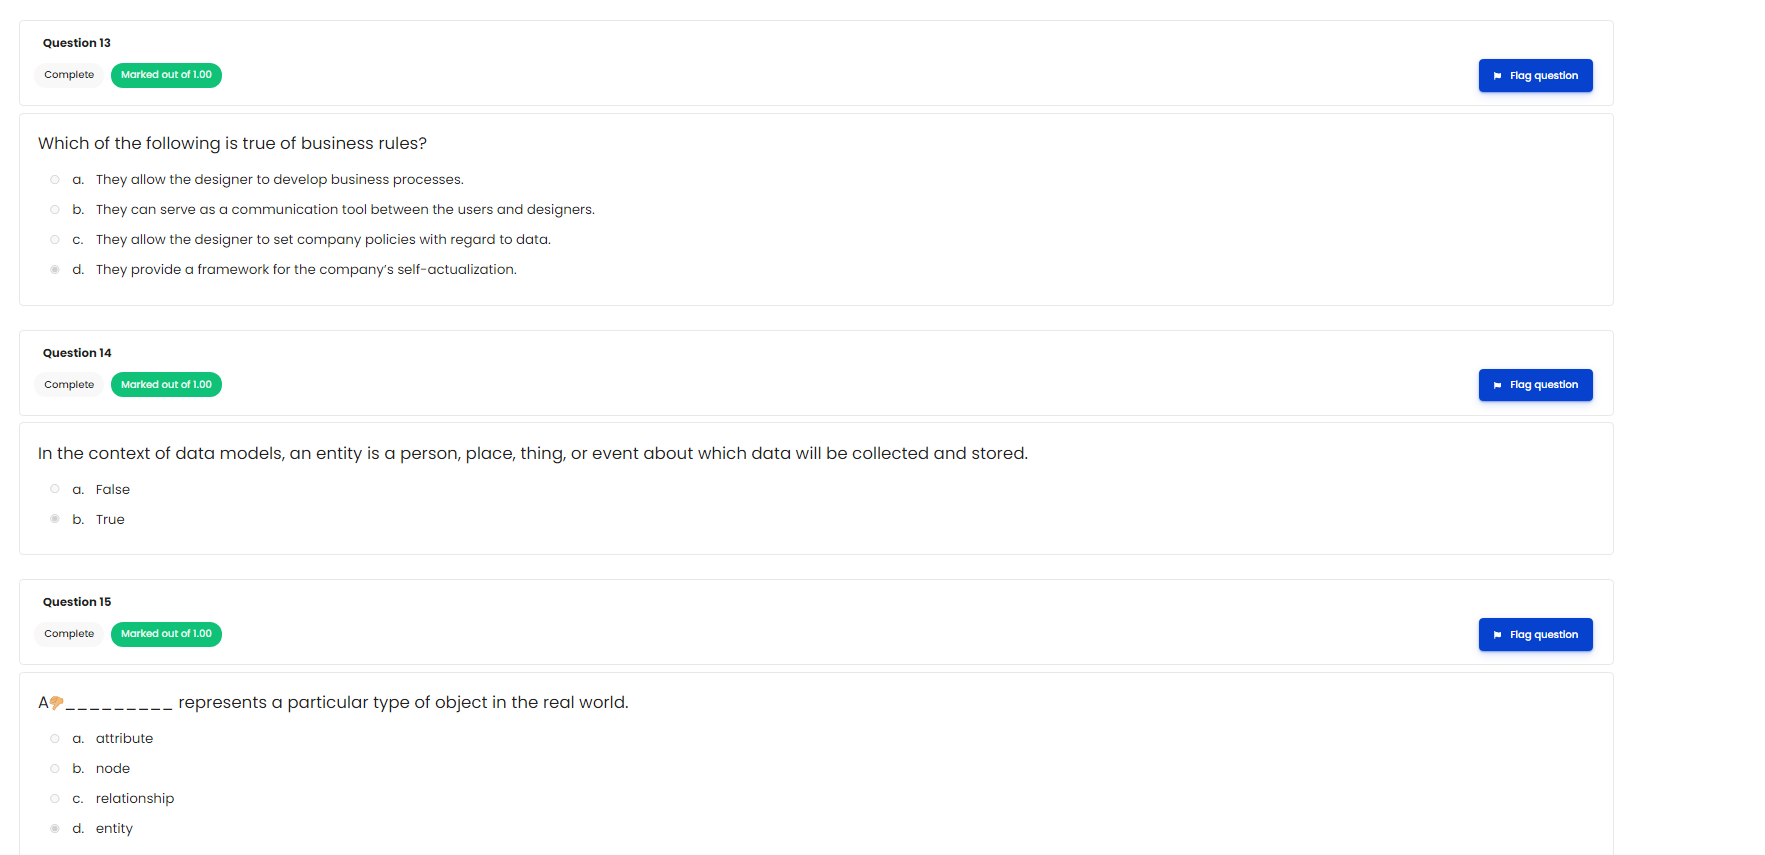 Question 13
Complete Marked out of 1.00 Flag question
Which of the following is true of business rules?
a. They allow the designer to develop business processes.
b. They can serve as a communication tool between the users and designers.
c. They allow the designer to set company policies with regard to data.
d. They provide a framework for the company’s self-actualization.
Question 14
Complete Marked out of 1.00 Flag question
In the context of data models, an entity is a person, place, thing, or event about which data will be collected and stored.
a. False
b. True
Question 15
Complete Marked out of 1.00 Flag question
A_________ represents a particular type of object in the real world.
a. attribute
b. node
c. relationship
d. entity